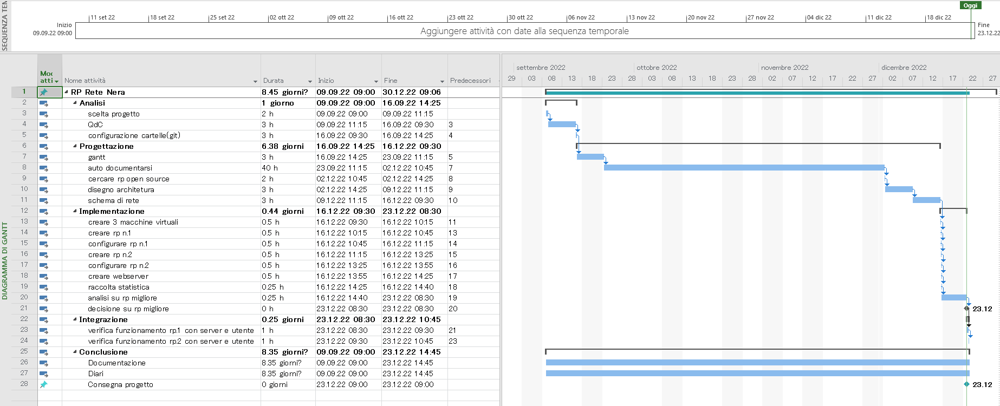 SEQUENZA TEM
Oggi
11 set 22 18 set 22 25 set 22 02 ott 22 09 ott 22 16 ott 22 23 ott 22 30 ott 22 06 nov 22 13 nov 22 20 nov 22 27 nov 22 04 dic 22 11 dic 22 18 dic 22
Inizio
09.09.22 09:00
Aggiungere attività con date alla sequenza temporale
Fine
23.12.22
DIAGRAMMA DI GANTT
settembre 2022 ottobre 2022 novembre 2022 dicembre 2022
Moc
atti Nome attività Durata Inizio Fine Predecessori
29 03 08 13 18 23 28 03 08 13 18 23 28 02 07 12 17 22 27 02 07 12 17 22 27
1 RP Rete Nera 8.45 giorni? 09.09.22 09:00 30.12.22 09:06
2 Analisi 1 giorno 09.09.22 09:00 16.09.22 14:25
3 scelta progetto 2 h 09.09.22 09:00 09.09.22 11:15
4 QdC 3 h 09.09.22 11:15 16.09.22 09:30 3
5 configurazione cartelle(git) 3 h 16.09.22 09:30 16.09.22 14:25 4
6 Progettazione 6.38 giorni 16.09.22 14:25 16.12.22 09:30
7 gantt 3 h 16.09.22 14:25 23.09.22 11:15 5
8 auto documentarsi 40 h 23.09.22 11:15 02.12.22 10:45 7
9 cercare rp open source 2 h 02.12.22 10:45 02.12.22 14:25 8
10 disegno architetura 3 h 02.12.22 14:25 09.12.22 11:15 9
11 schema di rete 3 h 09.12.22 11:15 16.12.22 09:30 10
12 Implementazione 0.44 giorni 16.12.22 09:30 23.12.22 08:30
13 creare 3 macchine virtuali 0.5 h 16.12.22 09:30 16.12.22 10:15 11
14 creare rp n.1 0.5 h 16.12.22 10:15 16.12.22 10:45 13
15 configurare rp n.1 0.5 h 16.12.22 10:45 16.12.22 11:15 14
16 creare rp n.2 0.5 h 16.12.22 11:15 16.12.22 13:25 15
17 configurare rp n.2 0.5 h 16.12.22 13:25 16.12.22 13:55 16
18 creare webserver 0.5 h 16.12.22 13:55 16.12.22 14:25 17
19 raccolta statistica 0.25 h 16.12.22 14:25 16.12.22 14:40 18
20 analisi su rp migliore 0.25 h 16.12.22 14:40 23.12.22 08:30 19
21 decisione su rp migliore 0 h 23.12.22 08:30 23.12.22 08:30 20 23.12
22 Integrazione 0.25 giorni 23.12.22 08:30 23.12.22 10:45
23 verifica funzionamento rp.1 con server e utente 1 h 23.12.22 08:30 23.12.22 09:30 21
24 verifica funzionamento rp.2 con server e utente 1 h 23.12.22 09:30 23.12.22 10:45 23
25 Conclusione 8.35 giorni? 09.09.22 09:00 23.12.22 14:45
26 Documentazione 8.35 giorni? 09.09.22 09:00 23.12.22 14:45
27 Diari 8.35 giorni? 09.09.22 09:00 23.12.22 14:45
28 Consegna progetto 0 giorni 23.12.22 09:00 23.12.22 09:00 23.12